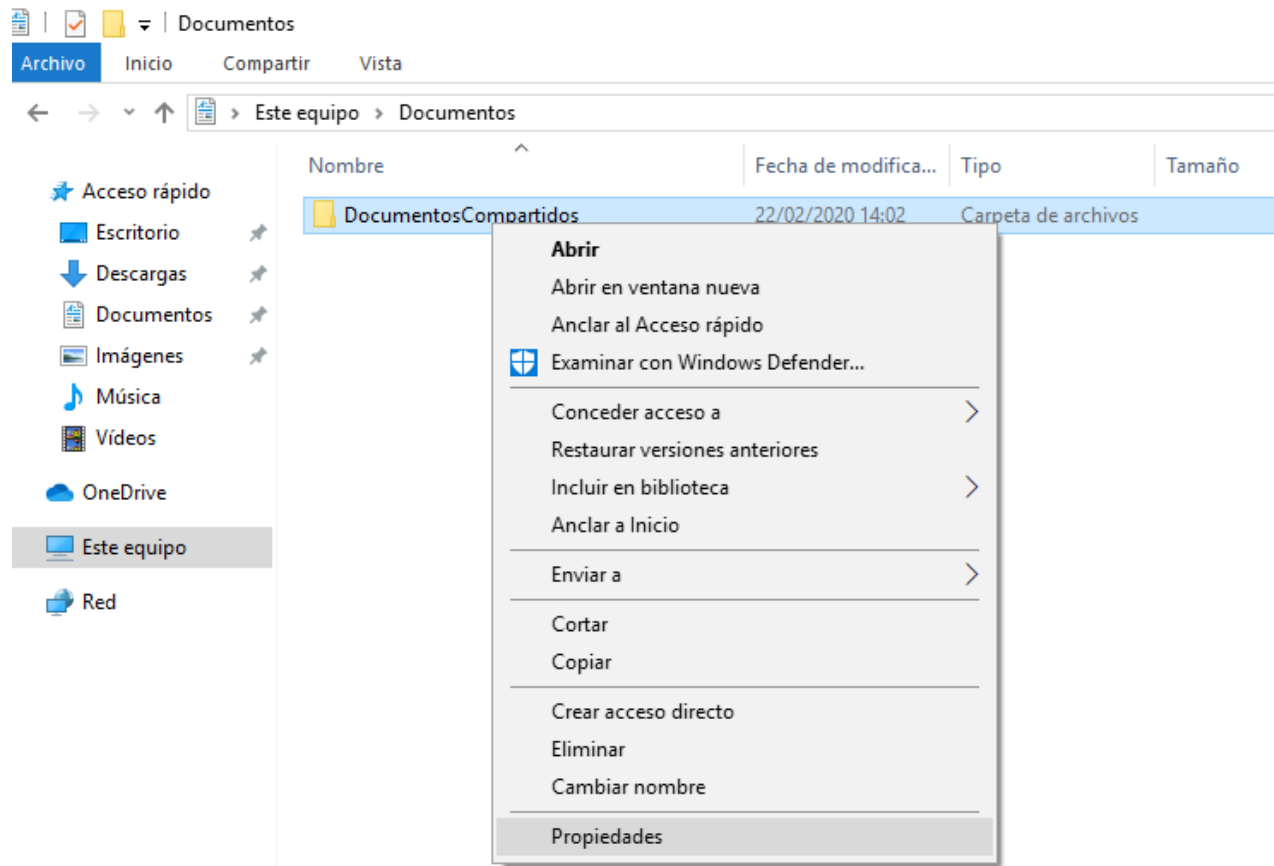 Documentos
Archivo Inicio Compartir Vista
Este equipo > Documentos
Nombre Fecha de modifica... Tipo Tamaño
Acceso rápido
Escritorio
Descargas
Documentos
Imágenes
Música
Vídeos
OneDrive
Este equipo
Red
DocumentosCompartidos 22/02/2020 14:02 Carpeta de archivos
Abrir
Abrir en ventana nueva
Anclar al Acceso rápido
Examinar con Windows Defender...
Conceder acceso a
Restaurar versiones anteriores
Incluir en biblioteca
Anclar a Inicio
Enviar a
Cortar
Copiar
Crear acceso directo
Eliminar
Cambiar nombre
Propiedades